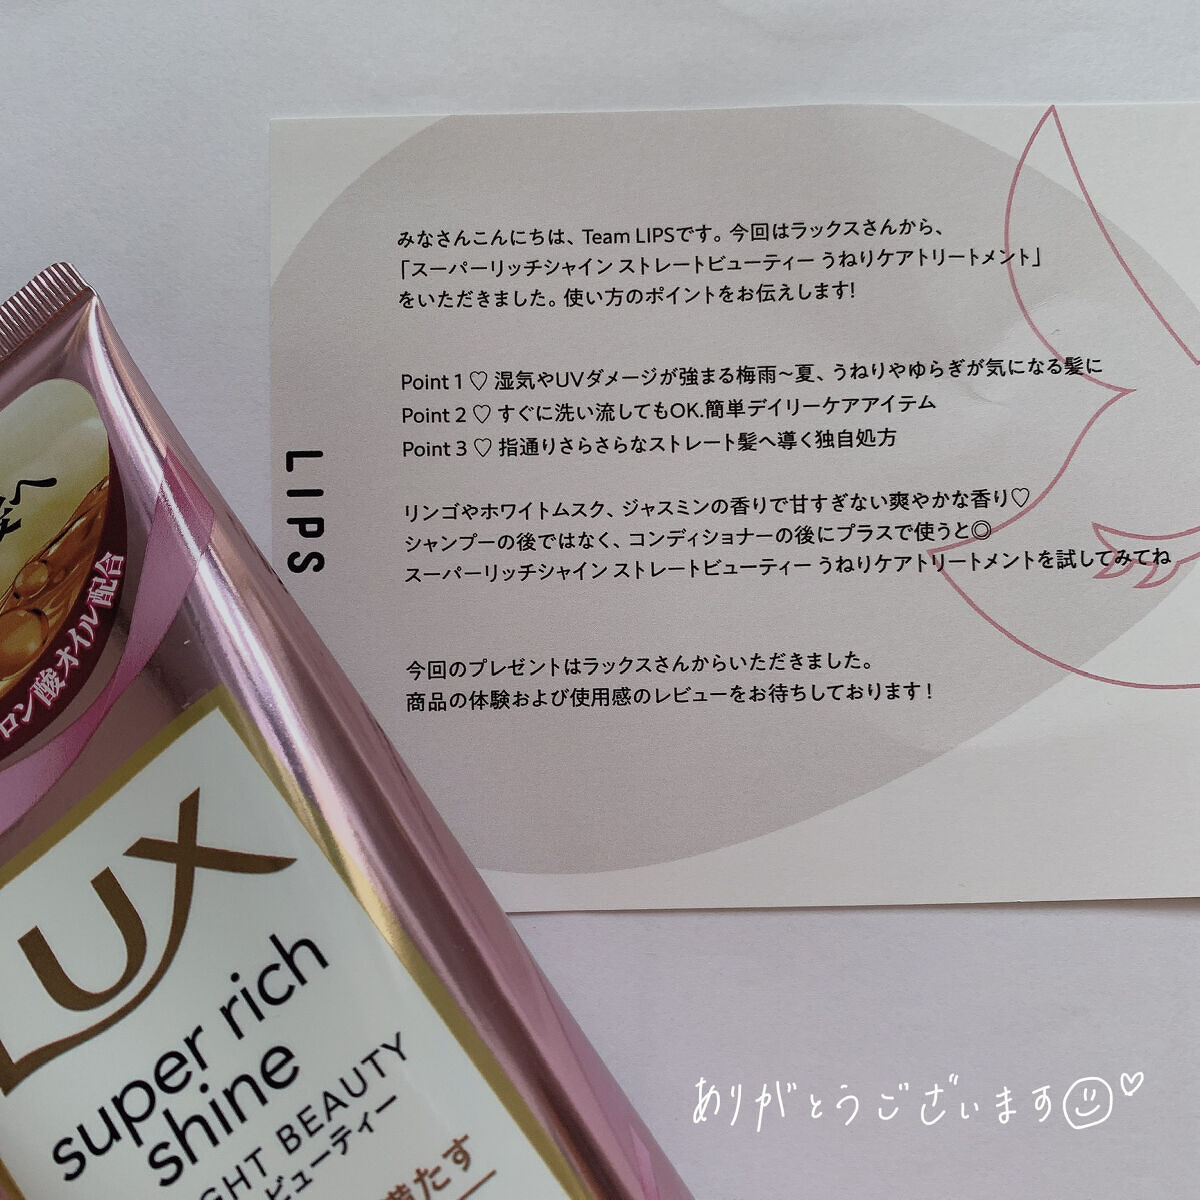 みなさんこんにちは、Team LIPSです。今回はラックスさんから、
「スーパーリッチシャイン ストレートビューティー うねりケアトリートメント」
をいただきました。使い方のポイントをお伝えします!
Point 1 ♡ 湿気やUVダメージが強まる梅雨～夏、うねりやゆらぎが気になる髪に
Point 2 ♡ すぐに洗い流してもOK.簡単デイリーケアアイテム
Point 3 ♡ 指通りさらさらなストレート髪へ導く独自処方
リンゴやホワイトムスク、ジャスミンの香りで甘すぎない爽やかな香り♡
シャンプーの後ではなく、コンディショナーの後にプラスで使うと◎
スーパーリッチシャイン ストレートビューティー うねりケアトリートメントを試してみてね
今回のプレゼントはラックスさんからいただきました。
商品の体験および使用感のレビューをお待ちしております!
LIPS
へ
ロン酸オイル配合
LUX
super rich
shine
GHT BEAUTY
ビューティー
満たす
ありがとうございます